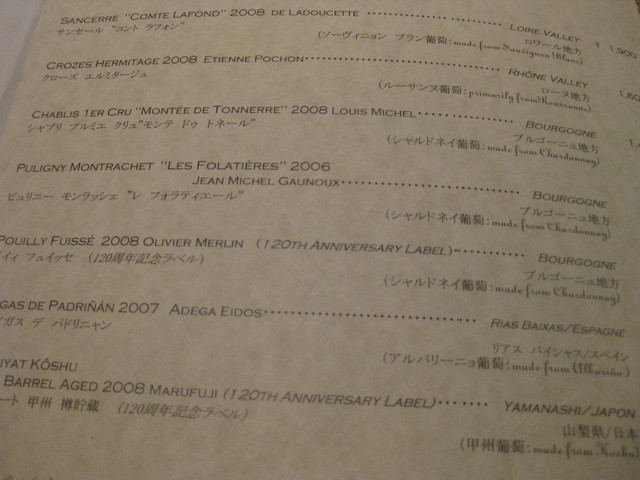 SANCERRE "COMTE LAFOND" 2008 DE LADOUCETTE LOIRE VALLEY ¥ 1,900
サンセール "コント ラフォン" ロワール地方
(ソーヴィニョン ブラン葡萄: made from Sauvignon Blanc)
CROZES HERMITAGE 2008 ETIENNE POCHON RHÔNE VALLEY
クローズ エルミタージュ ローヌ地方
(ルーサンヌ葡萄: primarily from Roussanne)
CHABLIS 1ER CRU "MONTÉE DE TONNERRE" 2008 LOUIS MICHEL BOURGOGNE
シャブリ プルミエ クリュ"モンテ ドゥ トネール" ブルゴーニュ地方
(シャルドネイ葡萄: made from Chardonnay)
PULIGNY MONTRACHET "LES FOLATIÈRES" 2006
JEAN MICHEL GAUNOUX BOURGOGNE
ピュリニー モンラッシェ "レ フォラティエール" ブルゴーニュ地方
(シャルドネイ葡萄: made from Chardonnay)
POUILLY FUISSÉ 2008 OLIVIER MERLIN (120TH ANNIVERSARY LABEL) BOURGOGNE
フュイッセ (120周年記念ラベル) ブルゴーニュ地方
(シャルドネイ葡萄: made from Chardonnay)
GAS DE PADRIÑÁN 2007 ADEGA EIDOS RIAS BAIXAS/ESPAGNE
ガス デ パドリニャン リアス バイシャス/スペイン
(アルバリーニョ葡萄: made from Albariño)
YAT KÔSHU
BARREL AGED 2008 MARUFUJI (120TH ANNIVERSARY LABEL) YAMANASHI/JAPON
ート 甲州 樽貯蔵 (120周年記念ラベル) 山梨県/日本
(甲州葡萄: made from Koshu)